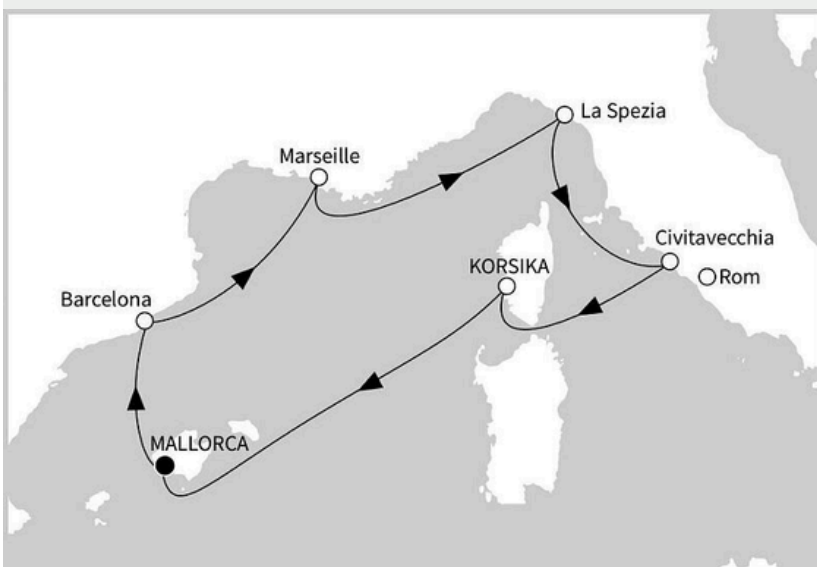 La Spezia
Marseille
Civitavecchia
KORSIKA
Rom
Barcelona
MALLORCA